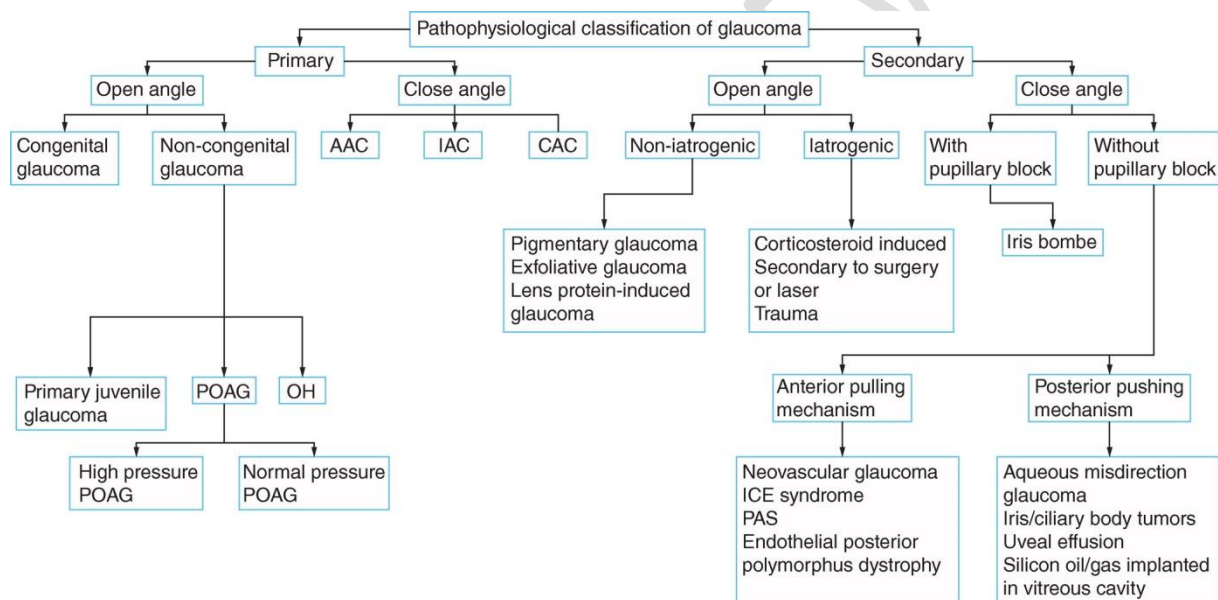 Pathophysiological classification of glaucoma
Primary
Secondary
Open angle
Close angle
Open angle
Close angle
Congenital
glaucoma
Non-congenital
glaucoma
AAC
IAC
CAC
Non-iatrogenic
Iatrogenic
With
pupillary block
Without
pupillary block
Pigmentary glaucoma
Exfoliative glaucoma
Lens protein-induced
glaucoma
Corticosteroid induced
Secondary to surgery
or laser
Trauma
Iris bombe
Primary juvenile
glaucoma
POAG
OH
Anterior pulling
mechanism
Posterior pushing
mechanism
High pressure
POAG
Normal pressure
POAG
Neovascular glaucoma
ICE syndrome
PAS
Endothelial posterior
polymorphus dystrophy
Aqueous misdirection
glaucoma
Iris/ciliary body tumors
Uveal effusion
Silicon oil/gas implanted
in vitreous cavity